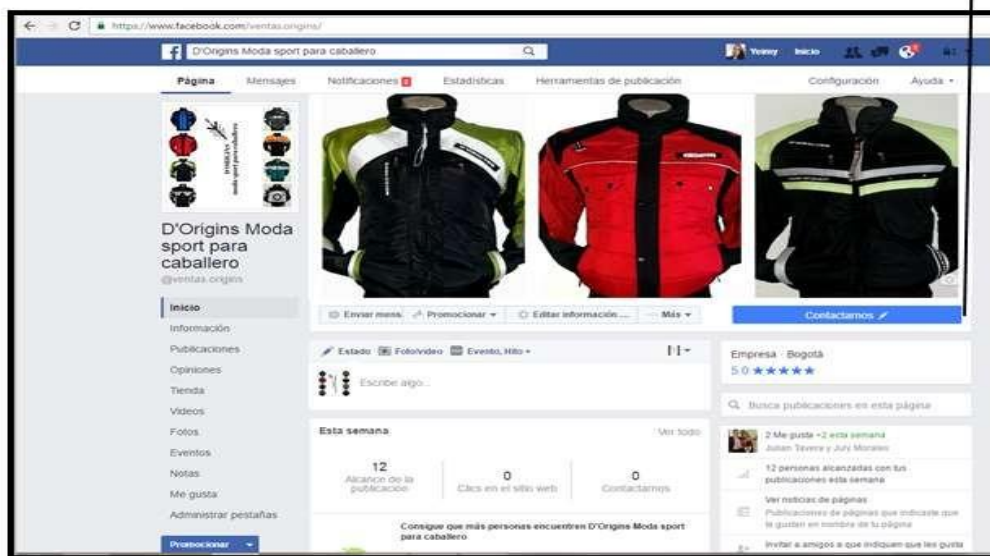 https://www.facebook.com/ventas.origins/
D'Origins Moda sport para caballero
Yeimy
Inicio
Página
Mensajes
Notificaciones
Estadísticas
Herramientas de publicación
Configuración
Ayuda
D'Origins Moda
sport para
caballero
@ventas.origins
Inicio
Información
Publicaciones
Opiniones
Tienda
Videos
Fotos
Eventos
Notas
Me gusta
Administrar pestañas
Promocionar
Enviar mens.
Promocionar
Editar información ...
Más
Contactarnos
Estado
Foto/video
Evento, Hito
Escribe algo...
Esta semana
Ver todo
12
Alcance de la
publicación
0
Clics en el sitio web
0
Contactarnos
Consigue que más personas encuentren D'Origins Moda sport
para caballero
Empresa · Bogotá
5.0 ★★★★★
Busca publicaciones en esta página
2 Me gusta +2 esta semana
Julian Tavera y July Morales
12 personas alcanzadas con tus
publicaciones esta semana
Ver noticias de páginas
Publicaciones de páginas que indicaste que
te gustan en nombre de tu página
Invitar a amigos a que indiquen que les gusta